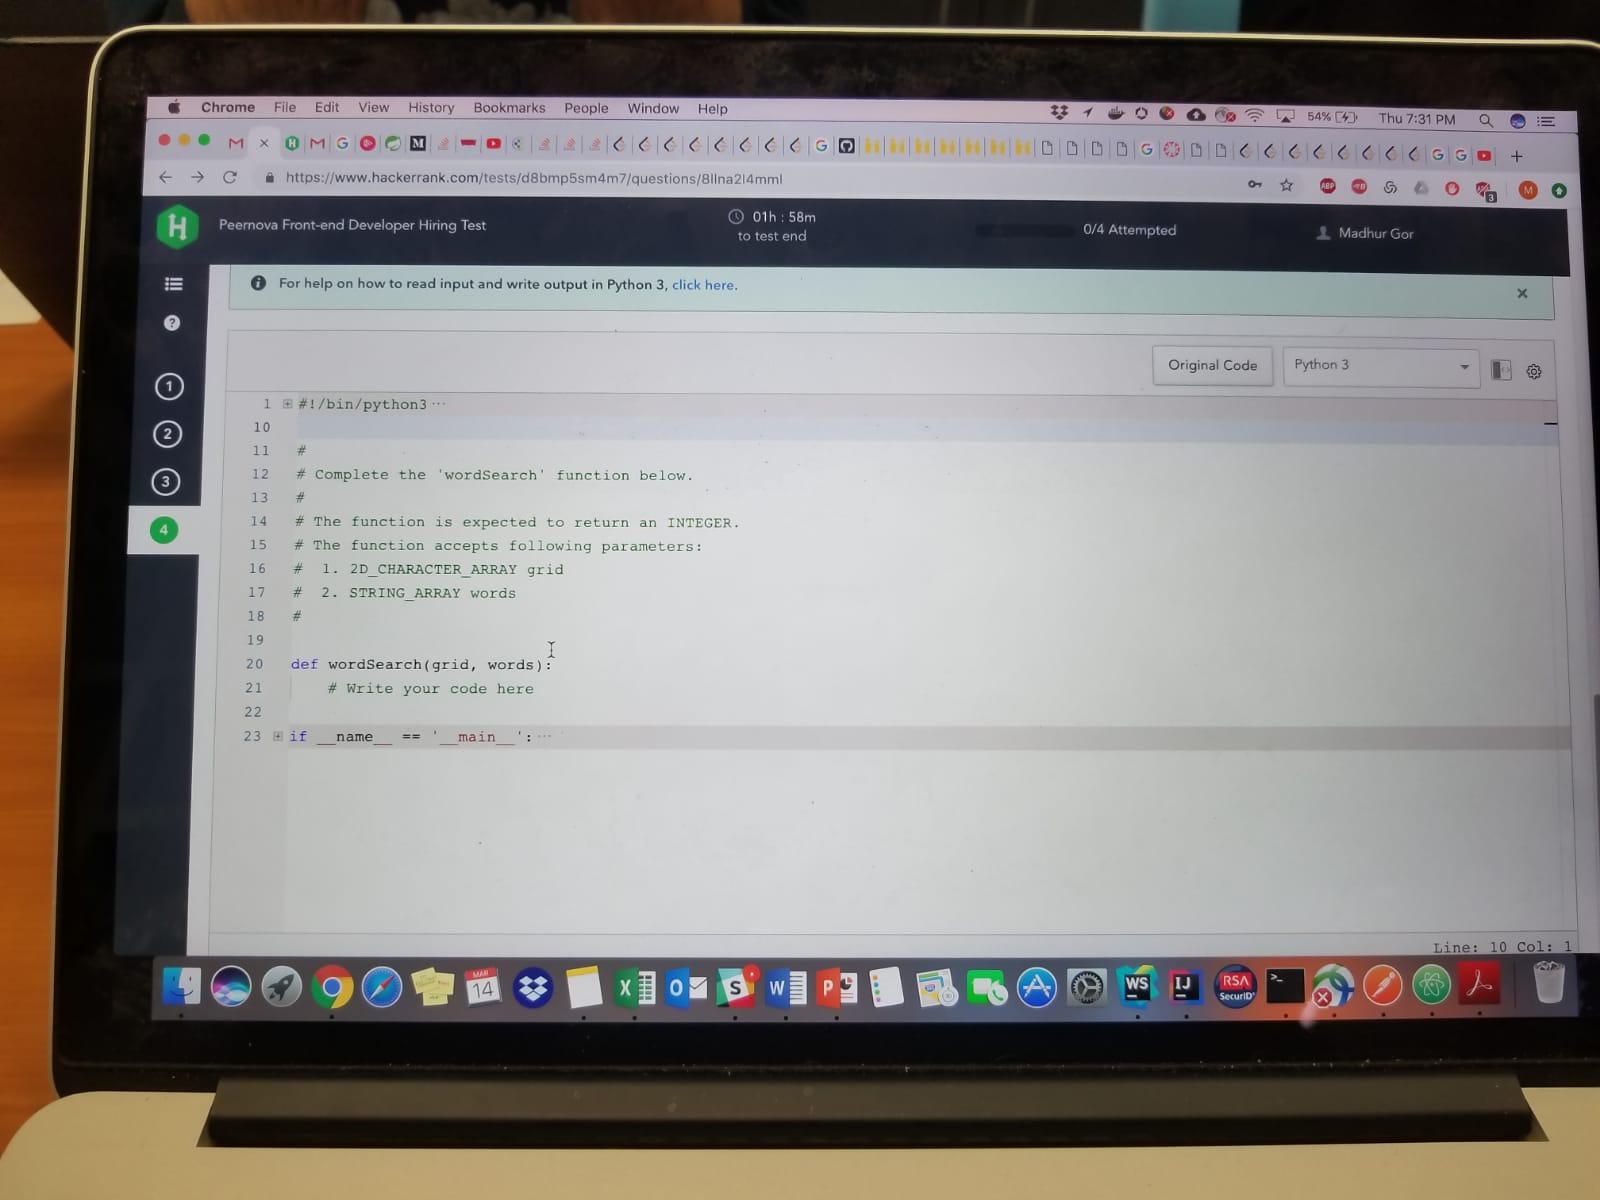 Chrome File Edit View History Bookmarks People Window Help 54% Thu 7:31 PM
https://www.hackerrank.com/tests/d8bmp5sm4m7/questions/8llna2l4mml
Peernova Front-end Developer Hiring Test
01h : 58m
to test end
0/4 Attempted
Madhur Gor
For help on how to read input and write output in Python 3, click here.
Original Code
Python 3
1 #!/bin/python3 ...
10
11 #
12 # Complete the 'wordSearch' function below.
13 #
14 # The function is expected to return an INTEGER.
15 # The function accepts following parameters:
16 #  1. 2D_CHARACTER_ARRAY grid
17 #  2. STRING_ARRAY words
18 #
19
20 def wordSearch(grid, words):
21     # Write your code here
22
23 if __name__ == '__main__': ...
1
2
3
4
Line: 10 Col: 1
MAR
14
WS
IJ
RSA
SecurID